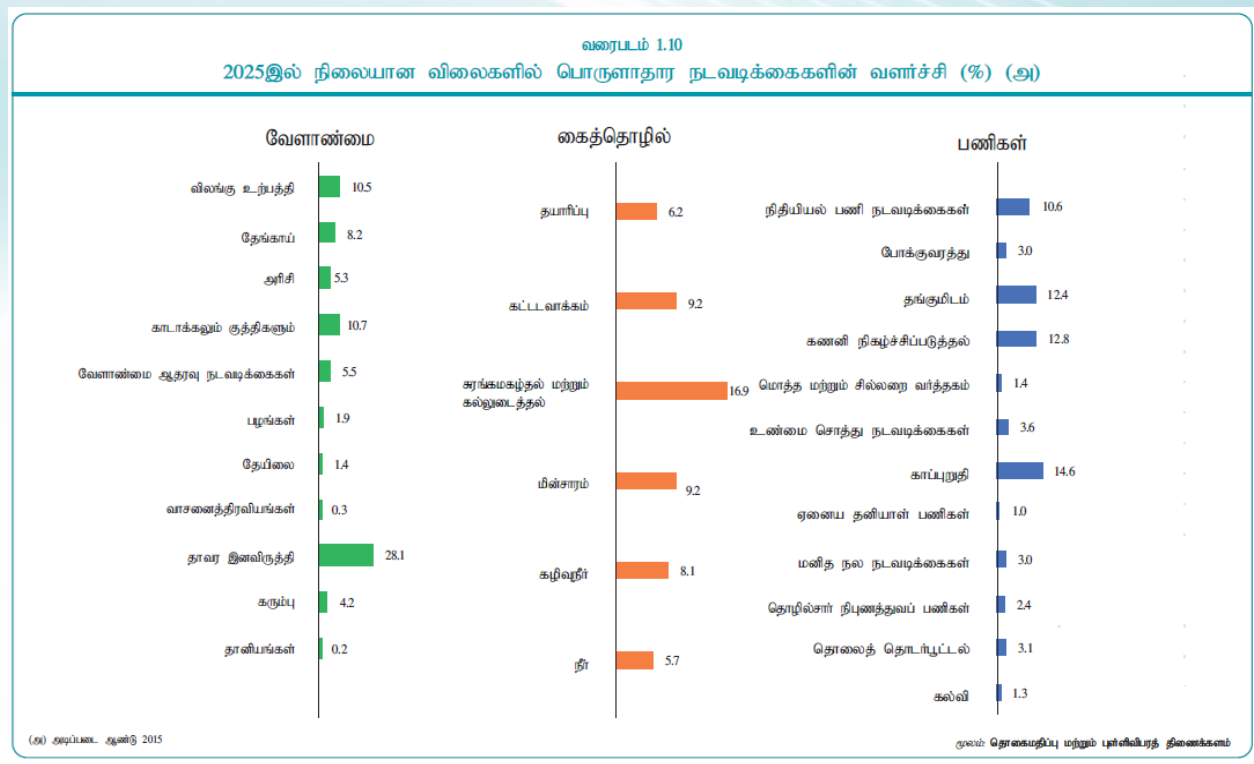 வரைபடம் 1.10
2025இல் நிலையான விலைகளில் பொருளாதார நடவடிக்கைகளின் வளர்ச்சி (%) (அ)
வேளாண்மை
விலங்கு உற்பத்தி 10.5
தேங்காய் 8.2
அரிசி 5.3
காடாக்கலும் குத்திகளும் 10.7
வேளாண்மை ஆதரவு நடவடிக்கைகள் 5.5
பழங்கள் 1.9
தேயிலை 1.4
வாசனைத்திரவியங்கள் 0.3
தாவர இனவிருத்தி 28.1
கரும்பு 4.2
தானியங்கள் 0.2
கைத்தொழில்
தயாரிப்பு 6.2
கட்டடவாக்கம் 9.2
சுரங்கமகழ்தல் மற்றும்
கல்லுடைத்தல் 16.9
மின்சாரம் 9.2
கழிவுநீர் 8.1
நீர் 5.7
பணிகள்
நிதியியல் பணி நடவடிக்கைகள் 10.6
போக்குவரத்து 3.0
தங்குமிடம் 12.4
கணனி நிகழ்ச்சிப்படுத்தல் 12.8
மொத்த மற்றும் சில்லறை வர்த்தகம் 1.4
உண்மை சொத்து நடவடிக்கைகள் 3.6
காப்புறுதி 14.6
ஏனைய தனியாள் பணிகள் 1.0
மனித நல நடவடிக்கைகள் 3.0
தொழில்சார் நிபுணத்துவப் பணிகள் 2.4
தொலைத் தொடர்பூட்டல் 3.1
கல்வி 1.3
(அ) அடிப்படை ஆண்டு 2015
மூலம்: தொகைமதிப்பு மற்றும் புள்ளிவிபரத் திணைக்களம்